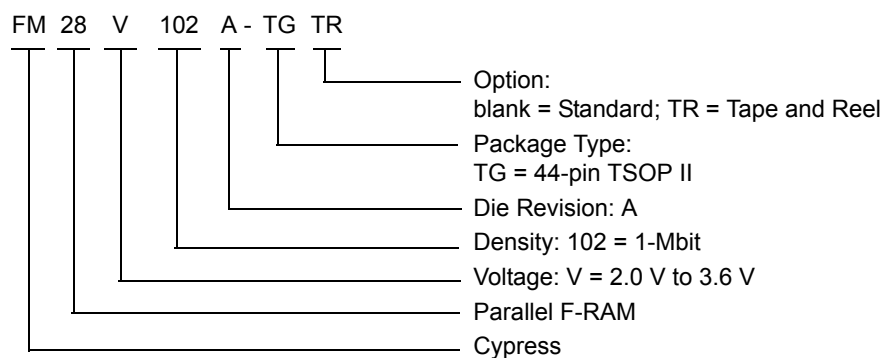 FM 28 V 102 A - TG TR
Option:
blank = Standard; TR = Tape and Reel
Package Type:
TG = 44-pin TSOP II
Die Revision: A
Density: 102 = 1-Mbit
Voltage: V = 2.0 V to 3.6 V
Parallel F-RAM
Cypress